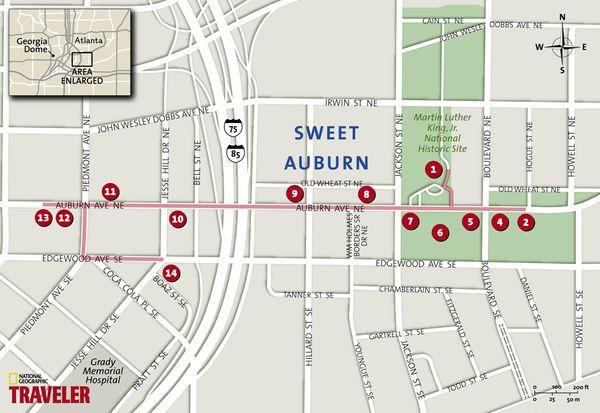 Georgia
Dome
Atlanta
AREA
ENLARGED
CAIN ST NE
JOHN WESLEY DOBBS AVE NE
N
W
E
S
IRWIN ST NE
JOHN WESLEY DOBBS AVE NE
PIEDMONT AVE NE
JESSE HILL DR NE
BELL ST NE
75
85
SWEET
AUBURN
Martin Luther
King, Jr.
National
Historic Site
JACKSON ST NE
BOULEVARD NE
HOGUE ST NE
HOWELL ST NE
1
OLD WHEAT ST NE
OLD WHEAT ST NE
11
9
8
AUBURN AVE NE
AUBURN AVE NE
13
12
10
7
6
5
4
2
WM HOLMES
BORDERS SR
DR NE
EDGEWOOD AVE SE
EDGEWOOD AVE SE
14
COCA COLA PL SE
BOAZ ST SE
PIEDMONT AVE SE
JESSE HILL DR SE
PRATT ST SE
TANNER ST SE
CHAMBERLAIN ST SE
HILLARD ST SE
GARTRELL ST SE
YOUNGUE ST SE
JACKSON ST SE
FITZGERALD ST SE
BOULEVARD SE
DANIEL ST SE
HOWELL ST SE
TODD ST SE
Grady
Memorial
Hospital
NATIONAL
GEOGRAPHIC
TRAVELER
0 200 ft
0 50 m